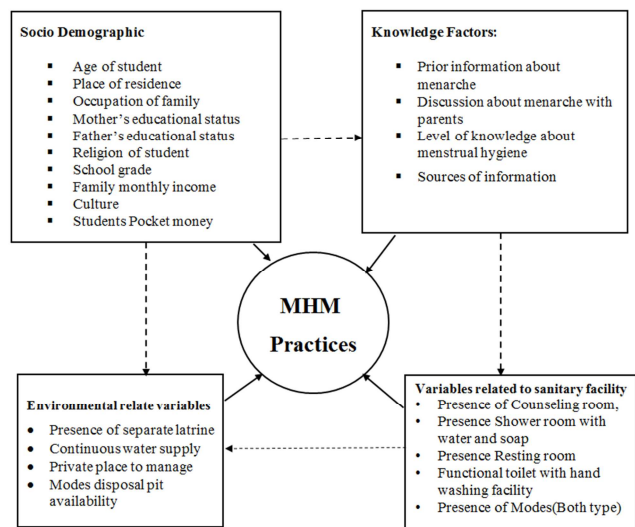 Socio Demographic
▪ Age of student
▪ Place of residence
▪ Occupation of family
▪ Mother's educational status
▪ Father's educational status
▪ Religion of student
▪ School grade
▪ Family monthly income
▪ Culture
▪ Students Pocket money
Knowledge Factors:
▪ Prior information about
menarche
▪ Discussion about menarche with
parents
▪ Level of knowledge about
menstrual hygiene
▪ Sources of information
MHM
Practices
Environmental relate variables
● Presence of separate latrine
● Continuous water supply
● Private place to manage
● Modes disposal pit
availability
Variables related to sanitary facility
• Presence of Counseling room,
• Presence Shower room with
water and soap
• Presence Resting room
• Functional toilet with hand
washing facility
• Presence of Modes(Both type)